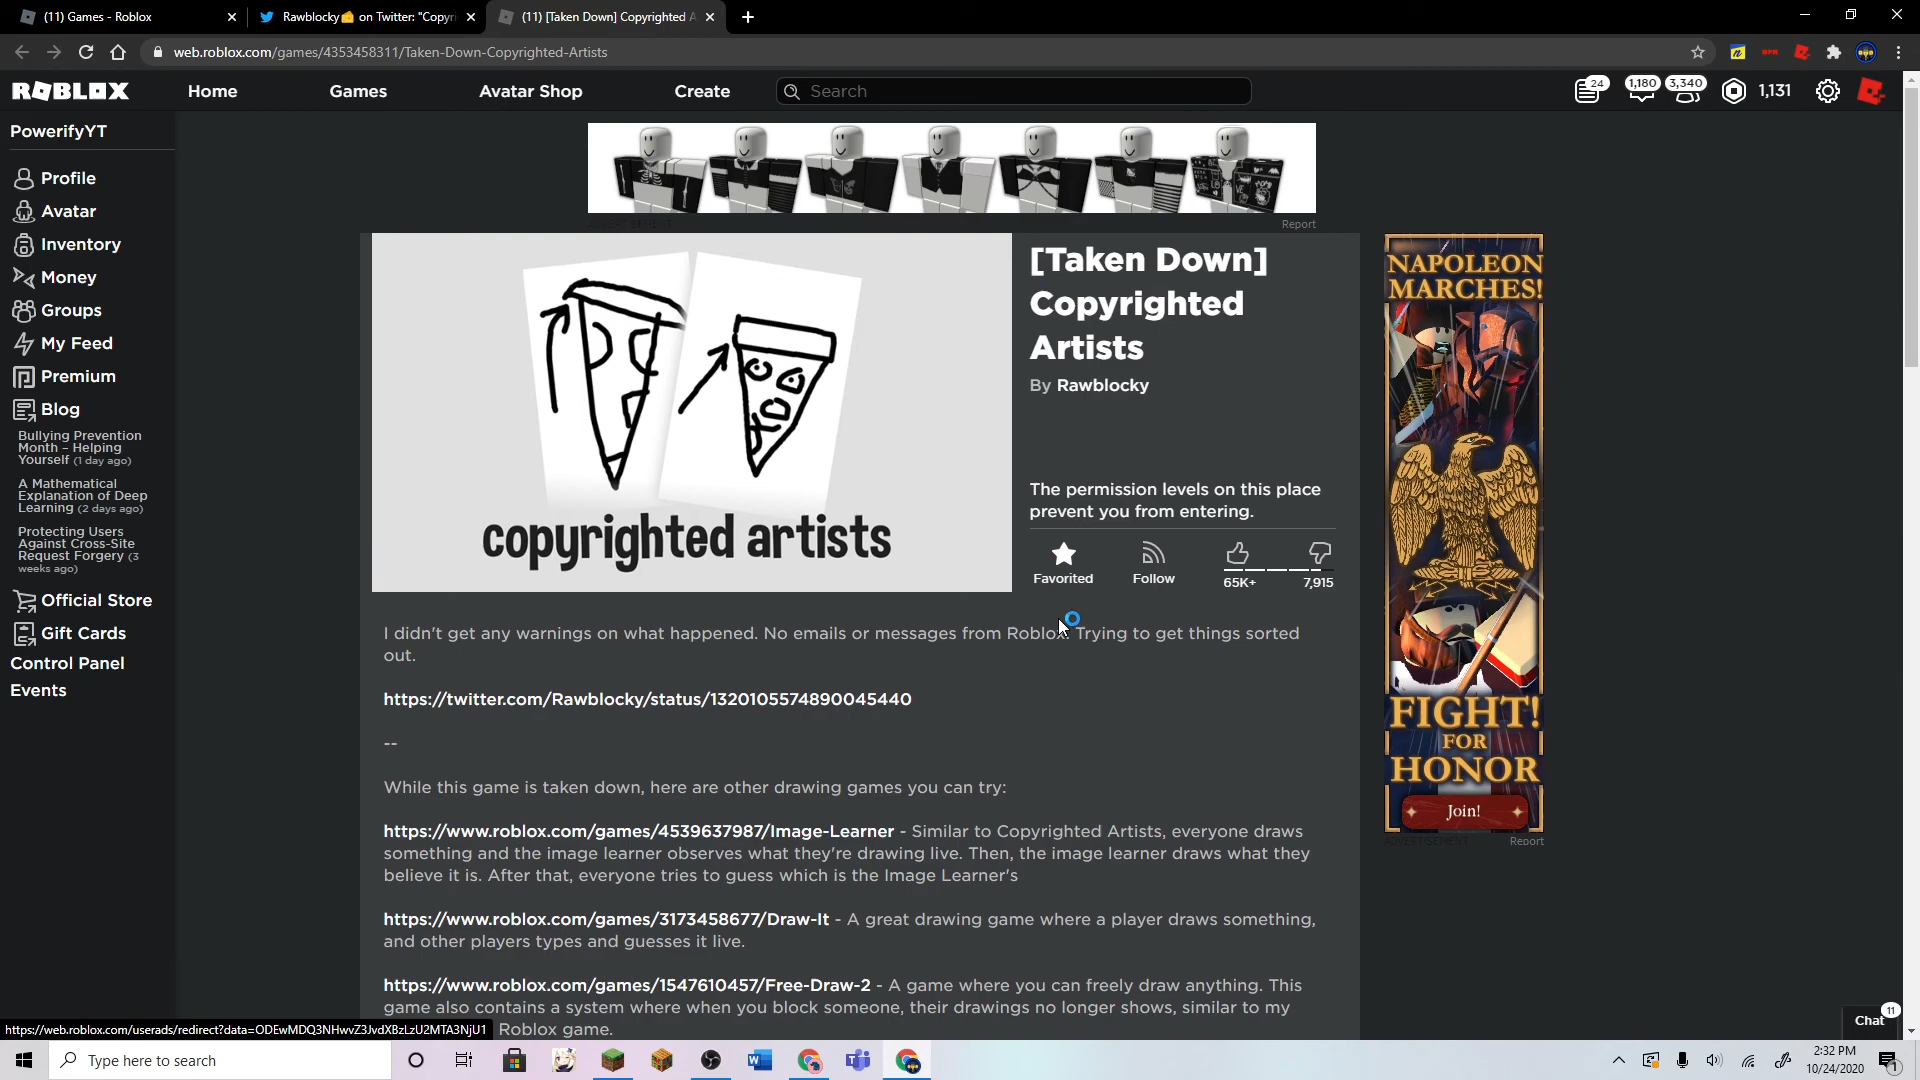 (11) Games - Roblox
Rawblocky🧀 on Twitter: "Copyri
(11) [Taken Down] Copyrighted A
web.roblox.com/games/4353458311/Taken-Down-Copyrighted-Artists
ROBLOX
Home
Games
Avatar Shop
Create
Search
24
1,180
3,340
1,131
PowerifyYT
Profile
Avatar
Inventory
Money
Groups
My Feed
Premium
Blog
Bullying Prevention
Month – Helping
Yourself (1 day ago)
A Mathematical
Explanation of Deep
Learning (2 days ago)
Protecting Users
Against Cross-Site
Request Forgery (3
weeks ago)
Official Store
Gift Cards
Control Panel
Events
Report
copyrighted artists
[Taken Down]
Copyrighted
Artists
By Rawblocky
The permission levels on this place
prevent you from entering.
Favorited
Follow
65K+
7,915
I didn't get any warnings on what happened. No emails or messages from Roblox. Trying to get things sorted
out.
https://twitter.com/Rawblocky/status/1320105574890045440
--
While this game is taken down, here are other drawing games you can try:
https://www.roblox.com/games/4539637987/Image-Learner - Similar to Copyrighted Artists, everyone draws
something and the image learner observes what they're drawing live. Then, the image learner draws what they
believe it is. After that, everyone tries to guess which is the Image Learner's
https://www.roblox.com/games/3173458677/Draw-It - A great drawing game where a player draws something,
and other players types and guesses it live.
https://www.roblox.com/games/1547610457/Free-Draw-2 - A game where you can freely draw anything. This
game also contains a system where when you block someone, their drawings no longer shows, similar to my
Roblox game.
NAPOLEON
MARCHES!
FIGHT!
FOR
HONOR
Join!
ADVERTISEMENT
Report
Chat
11
https://web.roblox.com/userads/redirect?data=ODEwMDQ3NHwvZ3JvdXBzLzU2MTA3NjU1
Type here to search
2:32 PM
10/24/2020
1